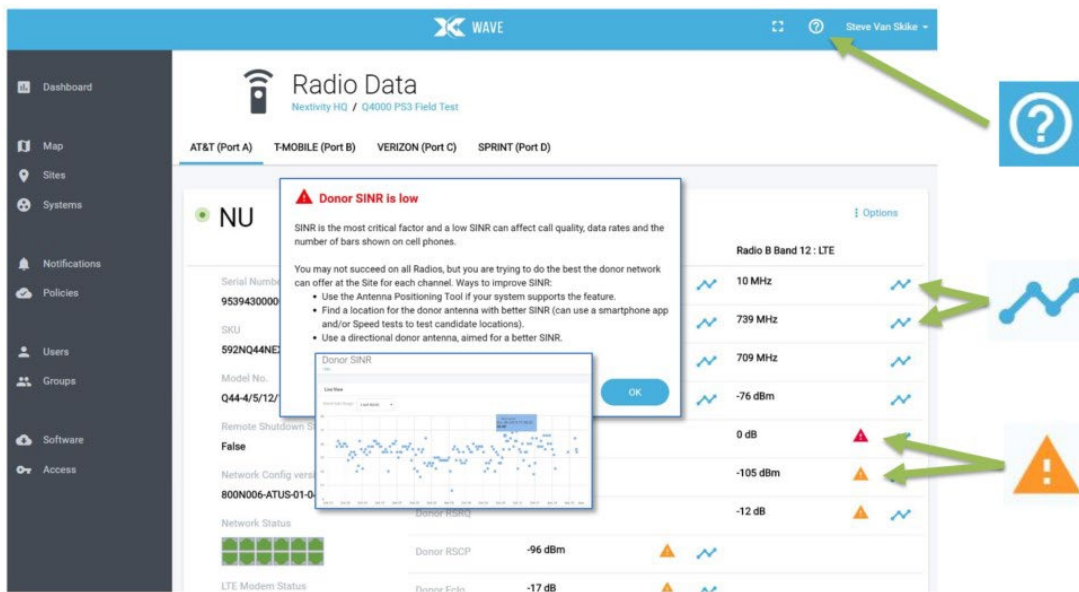 WAVE
Steve Van Skike
Dashboard
Map
Sites
Systems
Notifications
Policies
Users
Groups
Software
Access
Radio Data
Nextivity HQ / Q4000 PS3 Field Test
AT&T (Port A) T-MOBILE (Port B) VERIZON (Port C) SPRINT (Port D)
NU
Options
Radio B Band 12 : LTE
Serial Numbe
9539430000
SKU
592NQ44NE
Model No.
Q44-4/5/12/
Remote Shutdown S
False
Network Config vers
800N006-ATUS-01-0
Network Status
LTE Modem Status
Donor SINR is low
SINR is the most critical factor and a low SINR can affect call quality, data rates and the
number of bars shown on cell phones.
You may not succeed on all Radios, but you are trying to do the best the donor network
can offer at the Site for each channel. Ways to improve SINR:
• Use the Antenna Positioning Tool if your system supports the feature.
• Find a location for the donor antenna with better SINR (can use a smartphone app
and/or Speed tests to test candidate locations).
• Use a directional donor antenna, aimed for a better SINR.
OK
Donor SINR
Live View
10 MHz
739 MHz
709 MHz
-76 dBm
0 dB
-105 dBm
Donor RSRQ
-12 dB
Donor RSCP -96 dBm
Donor EcIo -17 dB